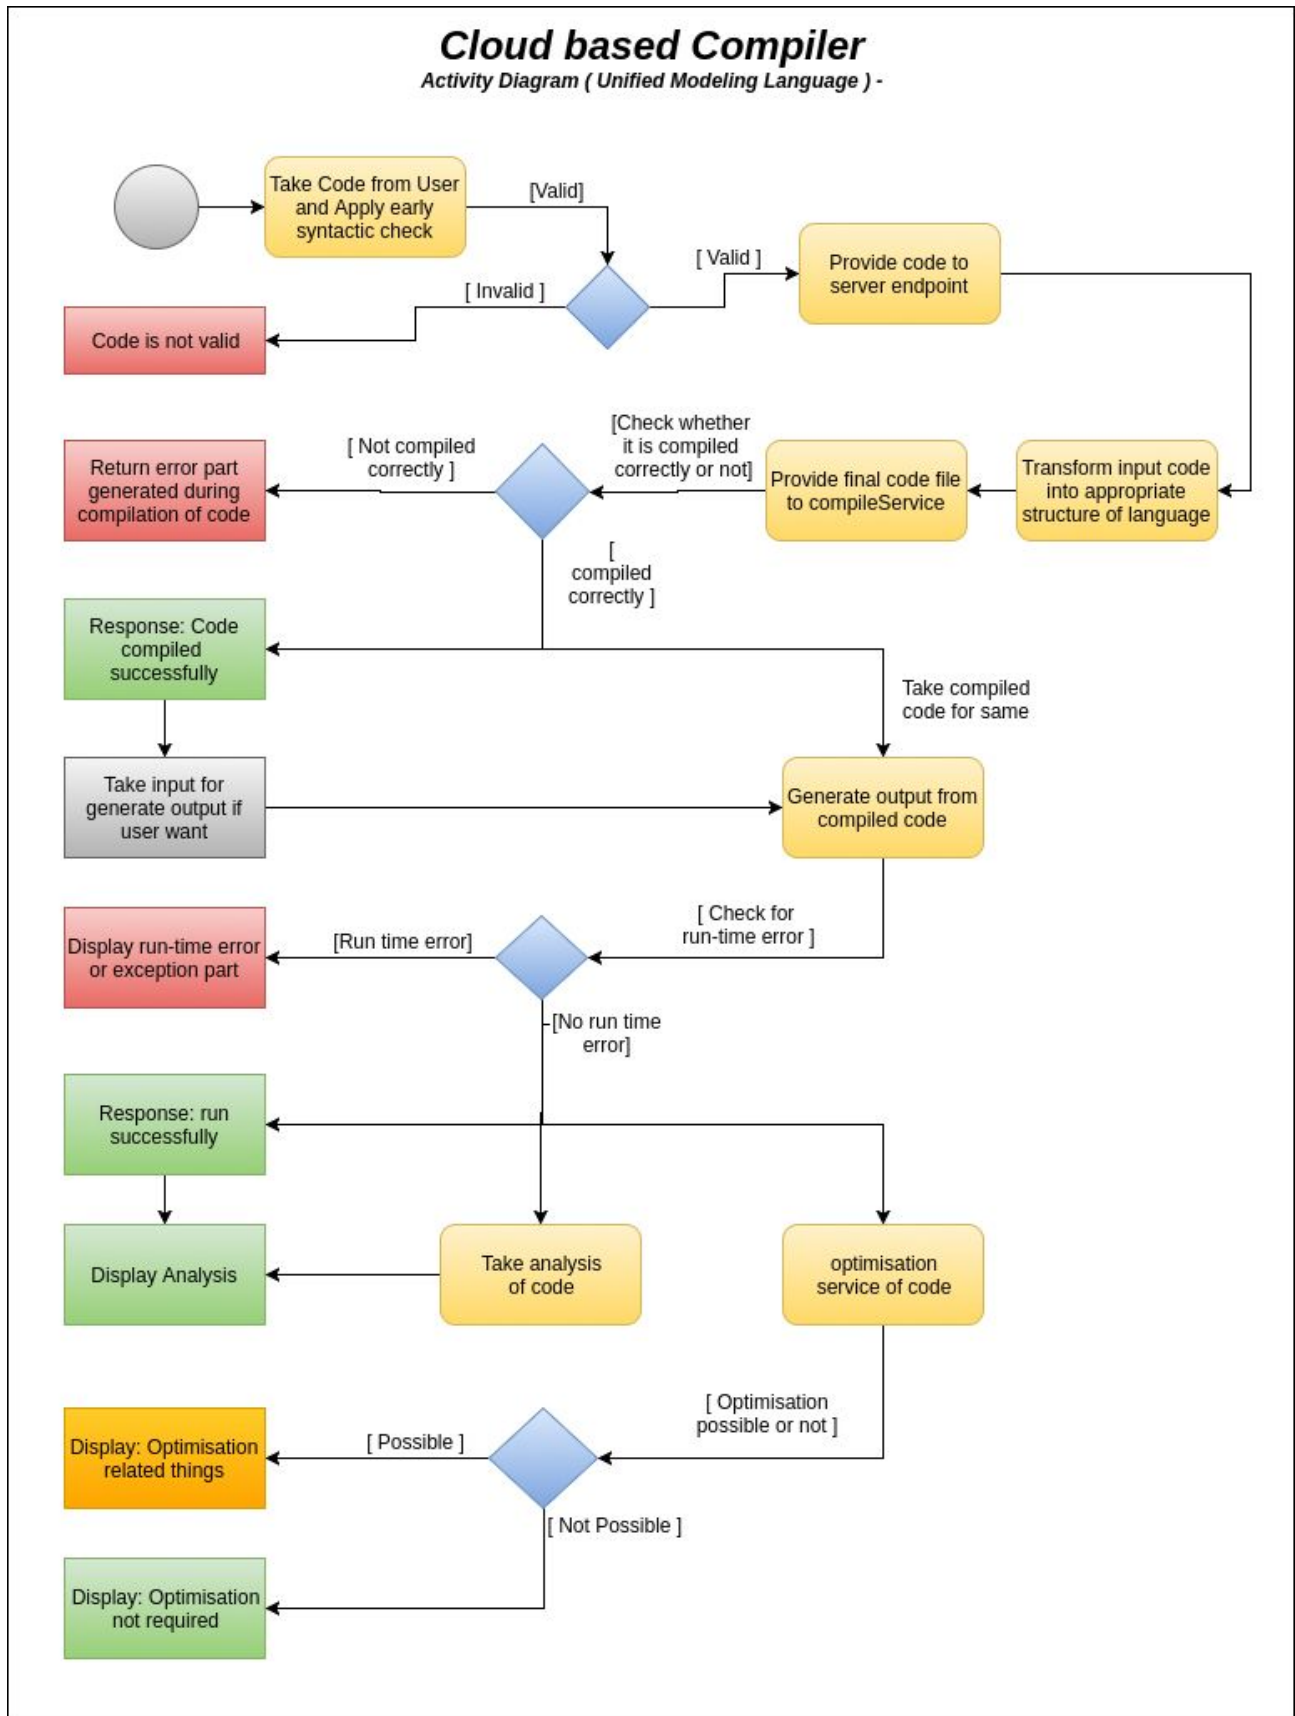 Cloud based Compiler
Activity Diagram ( Unified Modeling Language ) -
Take Code from User
and Apply early
syntactic check
[Valid]
[ Valid ]
Provide code to
server endpoint
[ Invalid ]
Code is not valid
[ Not compiled
correctly ]
[Check whether
it is compiled
correctly or not]
Return error part
generated during
compilation of code
Provide final code file
to compileService
Transform input code
into appropriate
structure of language
[
compiled
correctly ]
Response: Code
compiled
successfully
Take compiled
code for same
Take input for
generate output if
user want
Generate output from
compiled code
[ Check for
run-time error ]
[Run time error]
Display run-time error
or exception part
[No run time
error]
Response: run
successfully
Display Analysis
Take analysis
of code
optimisation
service of code
[ Optimisation
possible or not ]
[ Possible ]
Display: Optimisation
related things
[ Not Possible ]
Display: Optimisation
not required